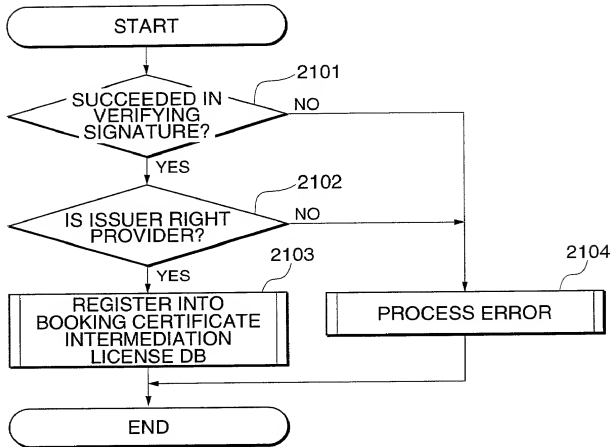 START
2101
SUCCEEDED IN
VERIFYING
SIGNATURE?
NO
YES
2102
IS ISSUER RIGHT
PROVIDER?
NO
YES
2103
REGISTER INTO
BOOKING CERTIFICATE
INTERMEDIATION
LICENSE DB
2104
PROCESS ERROR
END